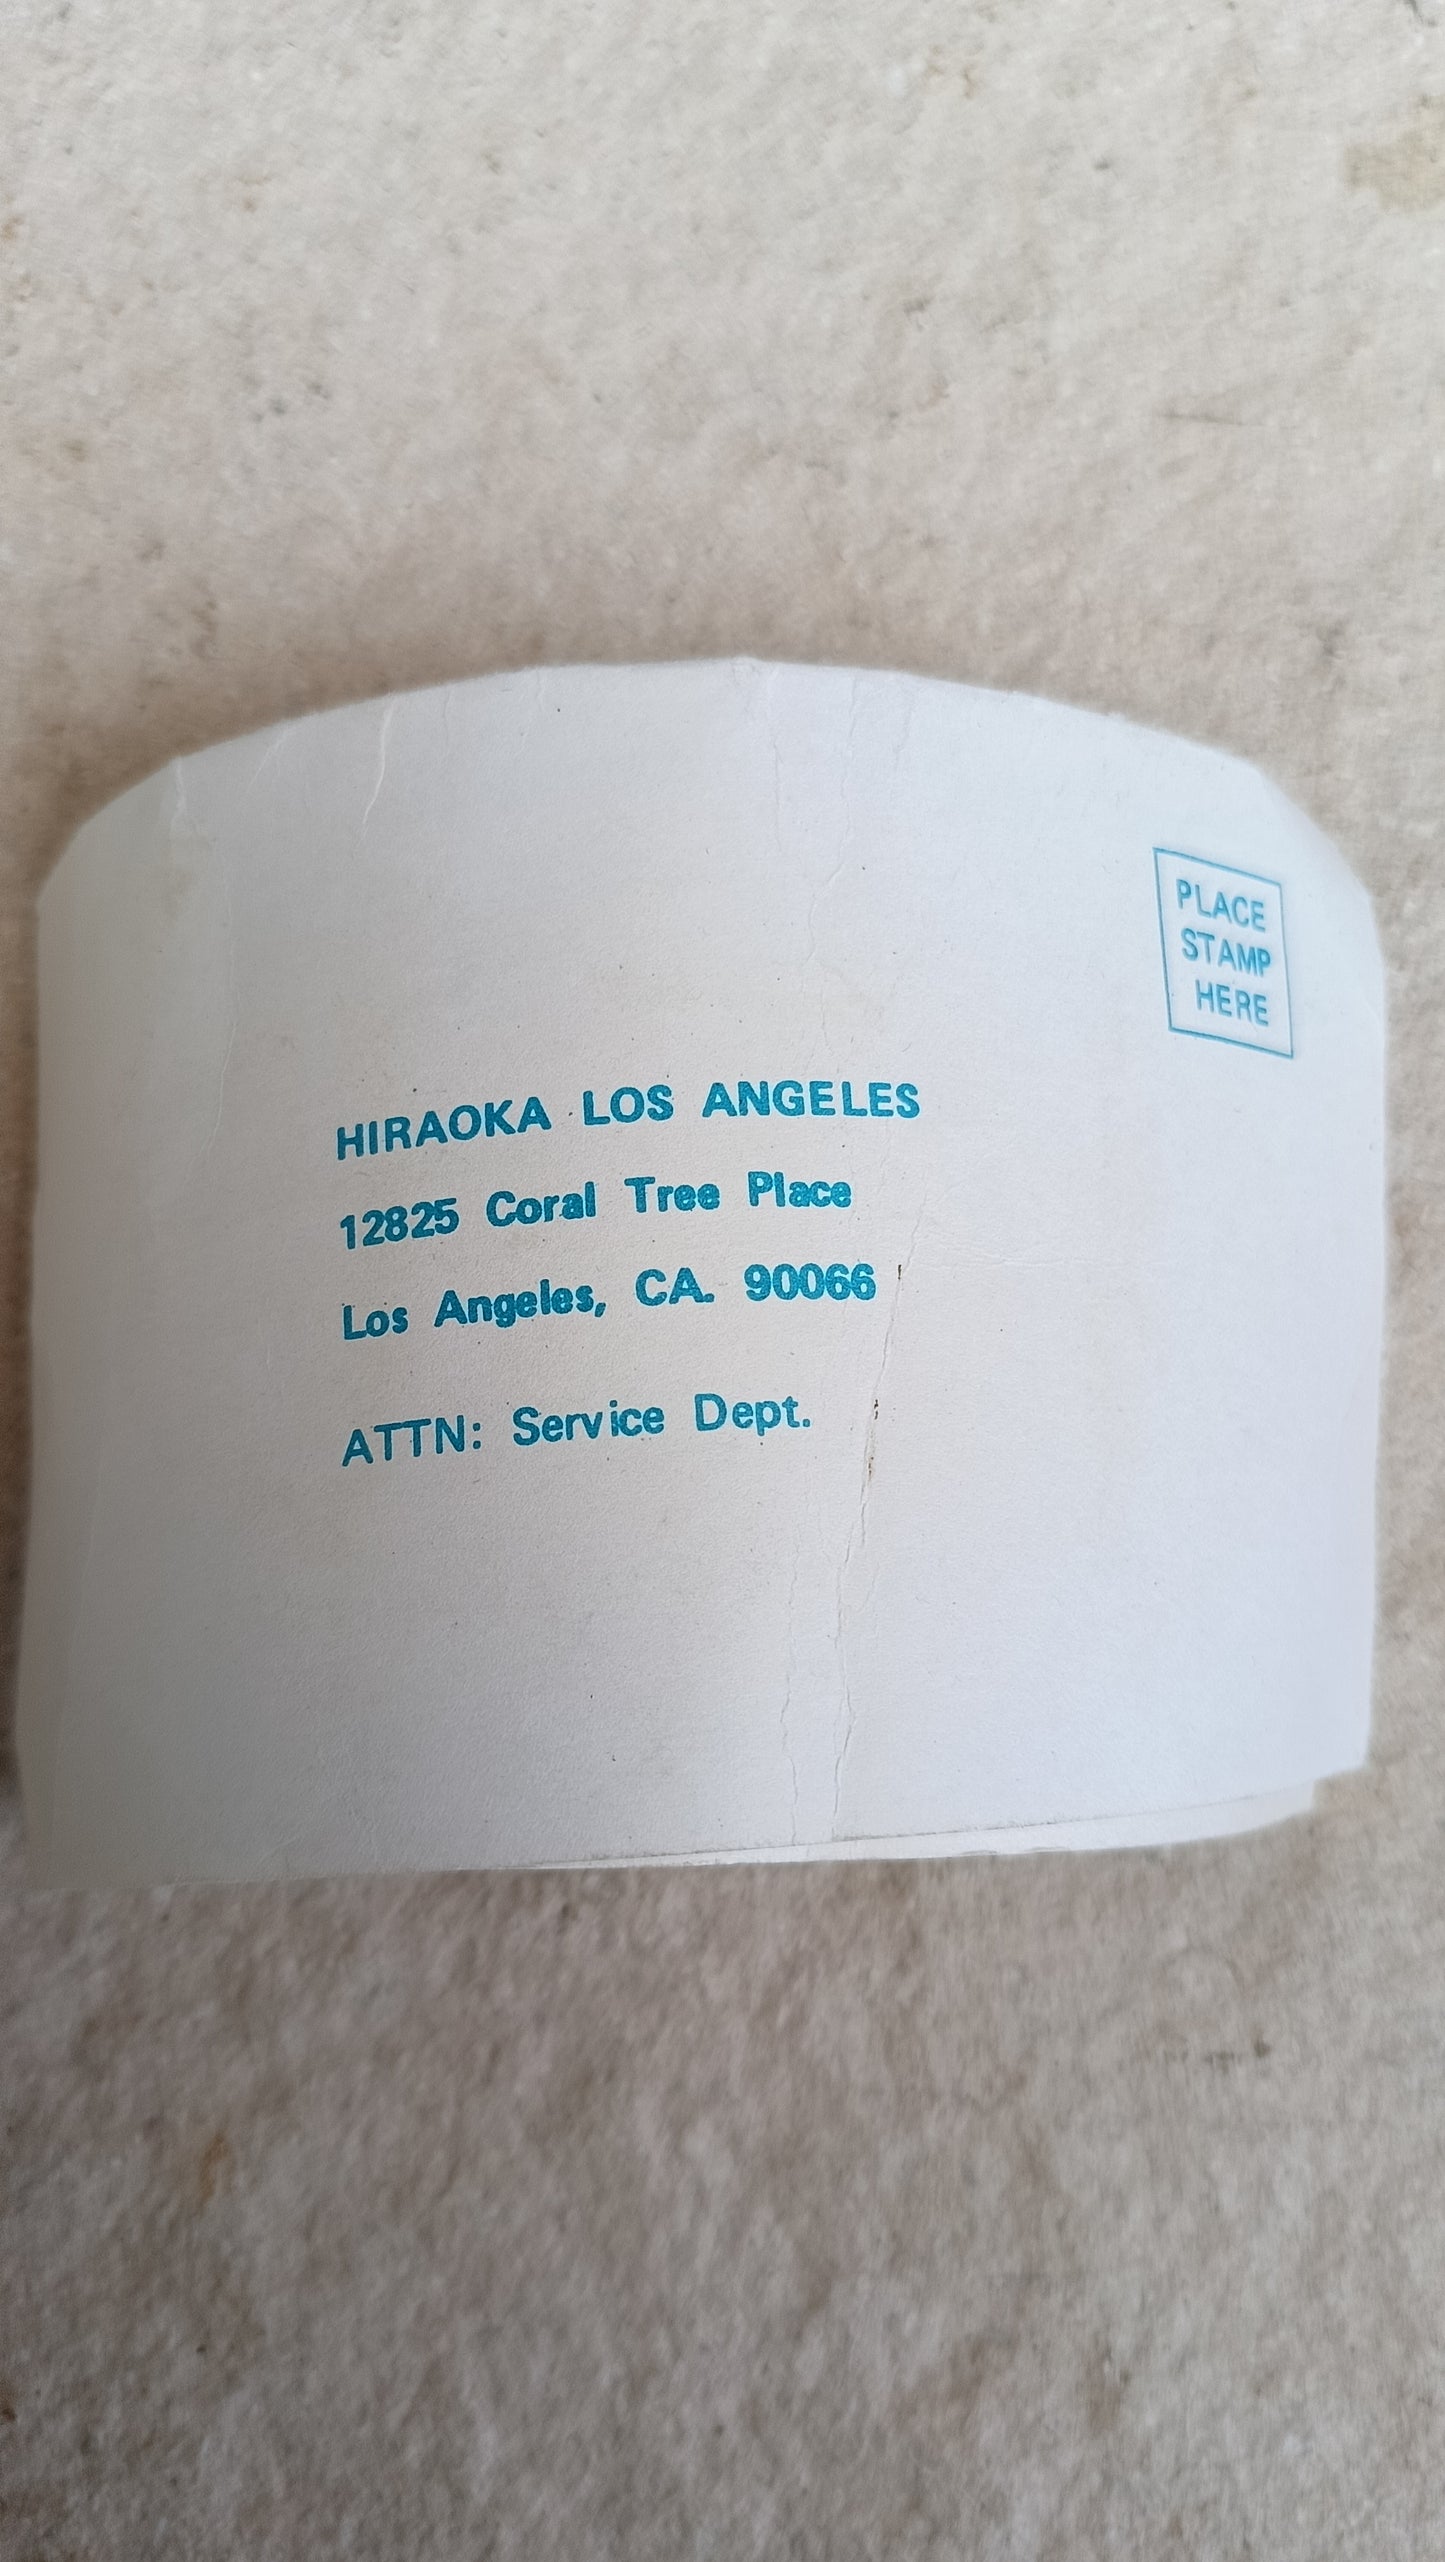 PLACE
STAMP
HERE
HIRAOKA LOS ANGELES
12825 Coral Tree Place
Los Angeles, CA. 90066
ATTN: Service Dept.